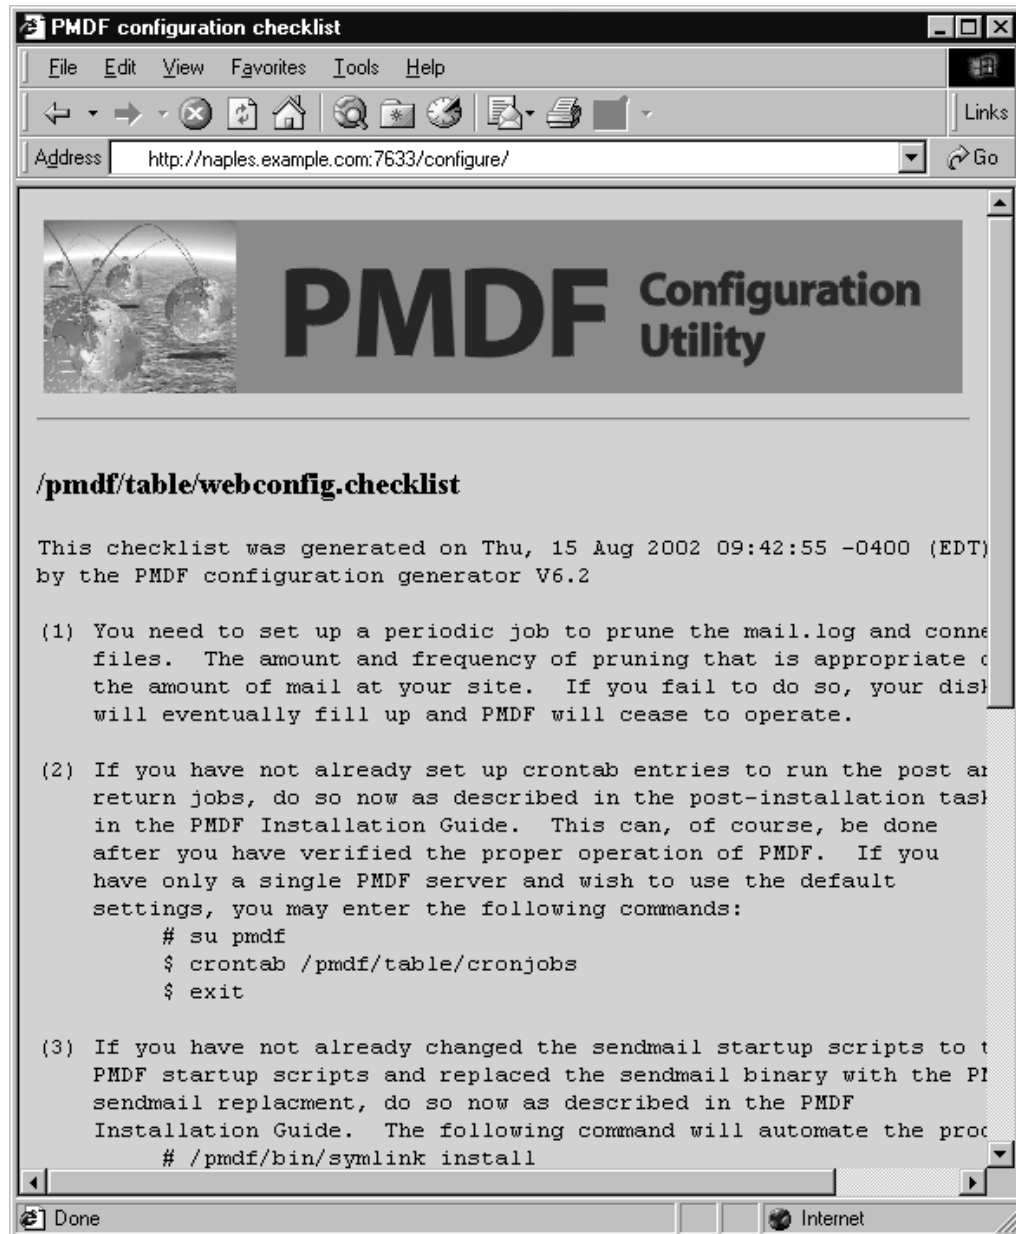 PMDF configuration checklist
File Edit View Favorites Tools Help
Links
Address http://naples.example.com:7633/configure/ Go
PMDF Configuration
Utility
/pmdf/table/webconfig.checklist
This checklist was generated on Thu, 15 Aug 2002 09:42:55 -0400 (EDT)
by the PMDF configuration generator V6.2
(1) You need to set up a periodic job to prune the mail.log and conne
files. The amount and frequency of pruning that is appropriate
the amount of mail at your site. If you fail to do so, your dis
will eventually fill up and PMDF will cease to operate.
(2) If you have not already set up crontab entries to run the post
return jobs, do so now as described in the post-installation tas
in the PMDF Installation Guide. This can, of course, be done
after you have verified the proper operation of PMDF. If you
have only a single PMDF server and wish to use the default
settings, you may enter the following commands:
# su pmdf
$ crontab /pmdf/table/cronjobs
$ exit
(3) If you have not already changed the sendmail startup scripts to
PMDF startup scripts and replaced the sendmail binary with the
sendmail replacment, do so now as described in the PMDF
Installation Guide. The following command will automate the pro
# /pmdf/bin/symlink install
Done Internet